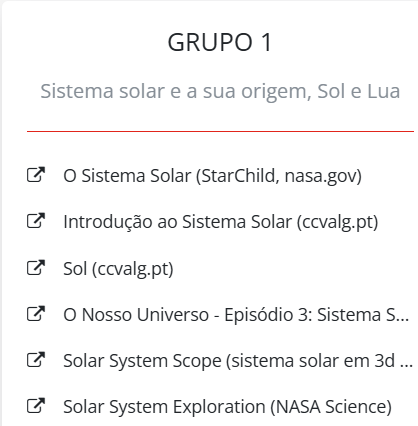 GRUPO 1
Sistema solar e a sua origem, Sol e Lua
O Sistema Solar (StarChild, nasa.gov)
Introdução ao Sistema Solar (ccvalg.pt)
Sol (ccvalg.pt)
O Nosso Universo - Episódio 3: Sistema S...
Solar System Scope (sistema solar em 3d ...
Solar System Exploration (NASA Science)